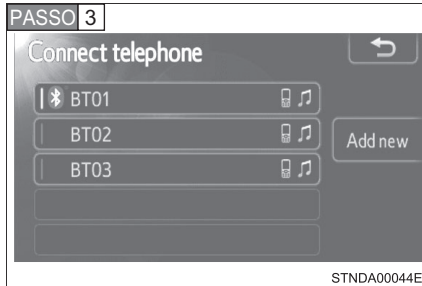 PASSO 3
Connect telephone
BT01
BT02
Add new
BT03
STNDA00044E